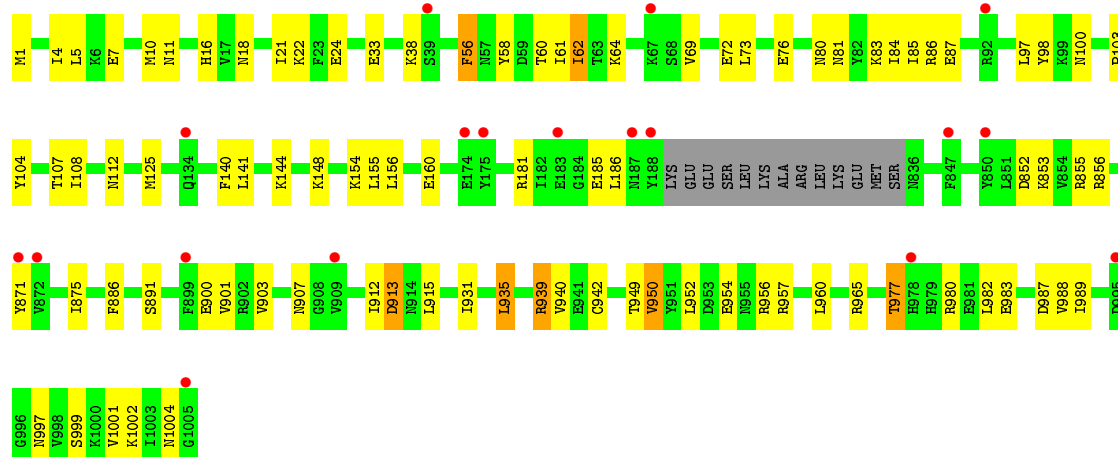 M1 I4 L5 K6 E7 M10 N11 H16 V17 N18 I21 K22 F23 E24 E33 K38 S39 F56 N57 Y58 D59 T60 I61 I62 T63 K64 K67 S68 V69 E72 L73 E76 N80 N81 Y82 K83 I84 I85 R86 E87 R92 L97 Y98 K99 N100
Y104 T107 I108 N112 M125 Q134 F140 L141 K144 K148 K154 L155 L156 E160 E174 Y175 R181 I182 E183 G184 E185 L186 N187 Y188 LYS GLU GLU SER LEU LYS ALA ARG LEU LYS GLU MET SER N836 F847 Y850 L851 D852 K853 V854 R855 R856
Y871 V872 I875 F886 S891 F899 E900 V901 R902 V903 N907 G908 V909 I912 D913 N914 L915 I931 L935 R939 V940 E941 C942 T949 V950 Y951 L952 D953 E954 N955 R956 R957 L960 R965 T977 H978 H979 R980 E981 L982 E983 D987 V988 I989
G996 N997 V998 S999 K1000 V1001 K1002 I1003 N1004 G1005